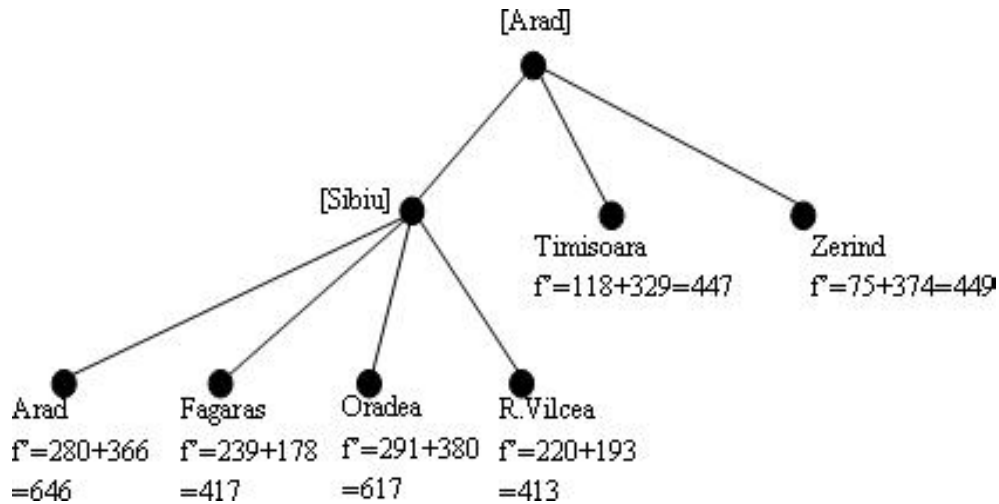 [Arad]
[Sibiu]
Timisoara
f'=118+329=447
Zerind
f'=75+374=449
Arad
f'=280+366
=646
Fagaras
f'=239+178
=417
Oradea
f'=291+380
=617
R.Vilcea
f'=220+193
=413